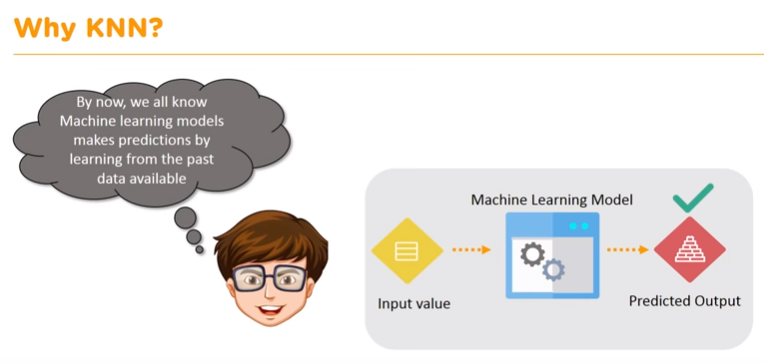 Why KNN?
By now, we all know
Machine learning models
makes predictions by
learning from the past
data available
Machine Learning Model
Input value
Predicted Output